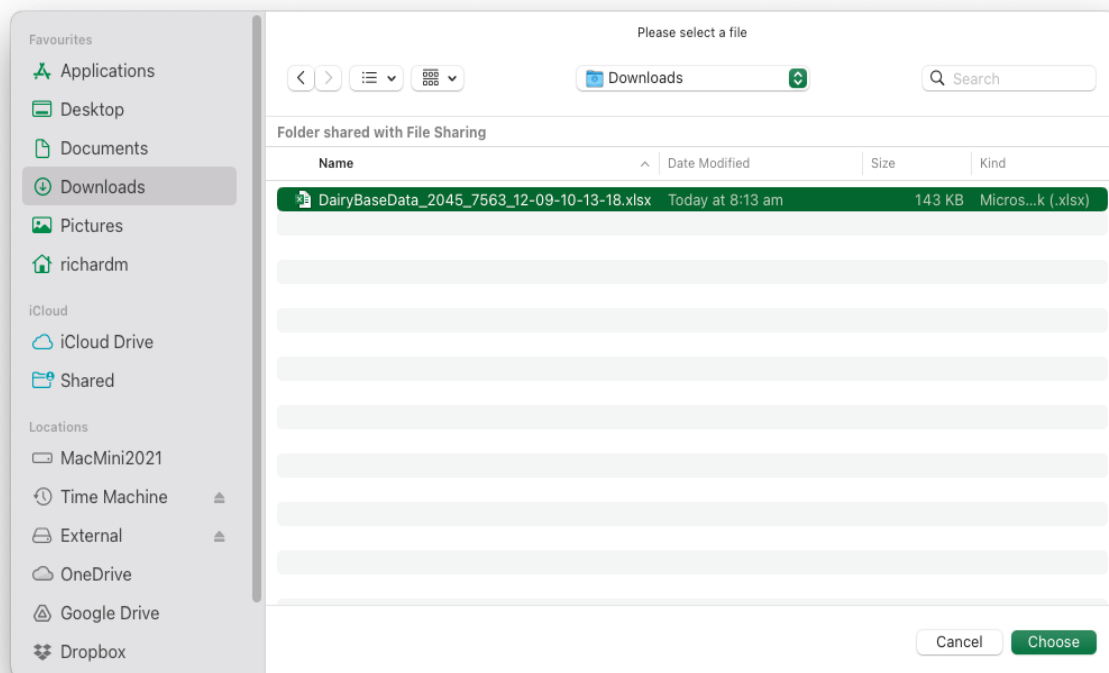 Favourites
Applications
Desktop
Documents
Downloads
Pictures
richardm
iCloud
iCloud Drive
Shared
Locations
MacMini2021
Time Machine
External
OneDrive
Google Drive
Dropbox
Please select a file
Downloads
Search
Folder shared with File Sharing
Name Date Modified Size Kind
DairyBaseData_2045_7563_12-09-10-13-18.xlsx Today at 8:13 am 143 KB Micros...k (.xlsx)
Cancel Choose